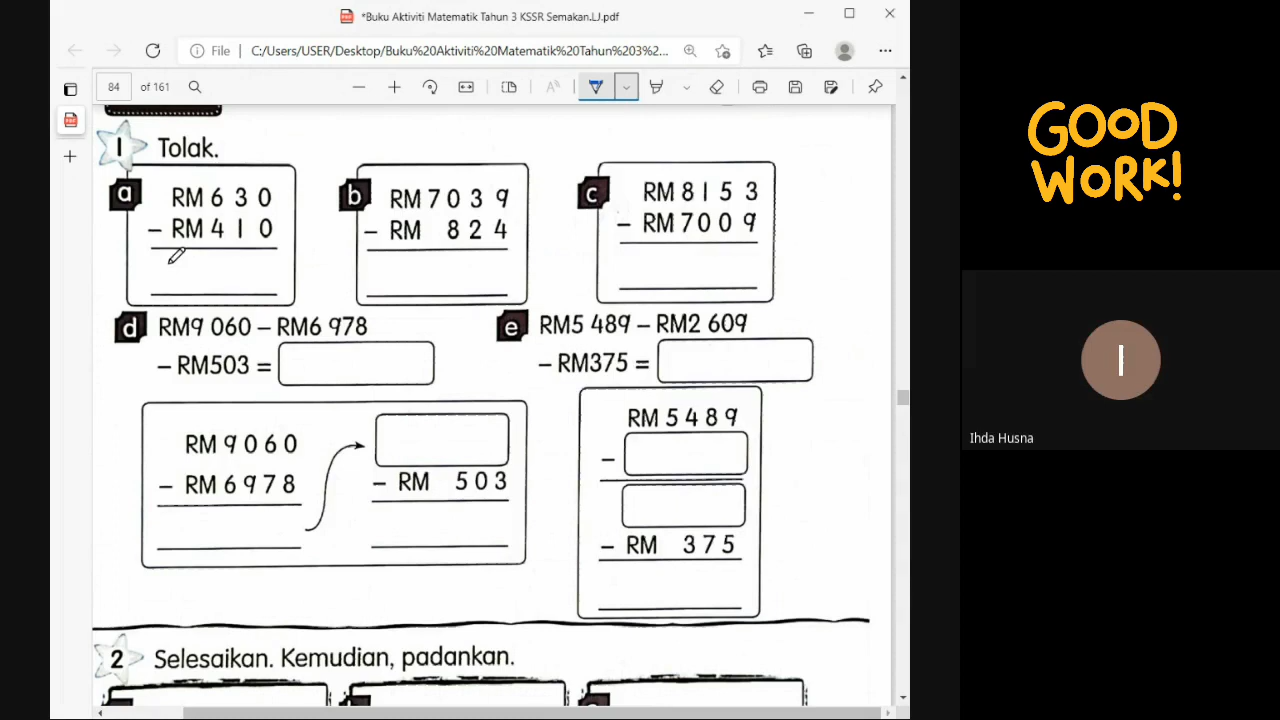 *Buku Aktiviti Matematik Tahun 3 KSSR Semakan.LJ.pdf
File C:/Users/USER/Desktop/Buku%20Aktiviti%20Matematik%20Tahun%203%2...
84 of 161
1 Tolak.
a RM 6 3 0
– RM 4 1 0
b RM 7 0 3 9
– RM 8 2 4
c RM 8 1 5 3
– RM 7 0 0 9
d RM9 060 – RM6 978
– RM503 =
e RM5 489 – RM2 609
– RM375 =
RM 9 0 6 0
– RM 6 9 7 8
– RM 5 0 3
RM 5 4 8 9
–
– RM 3 7 5
2 Selesaikan. Kemudian, padankan.
GOOD
WORK!
I
Ihda Husna